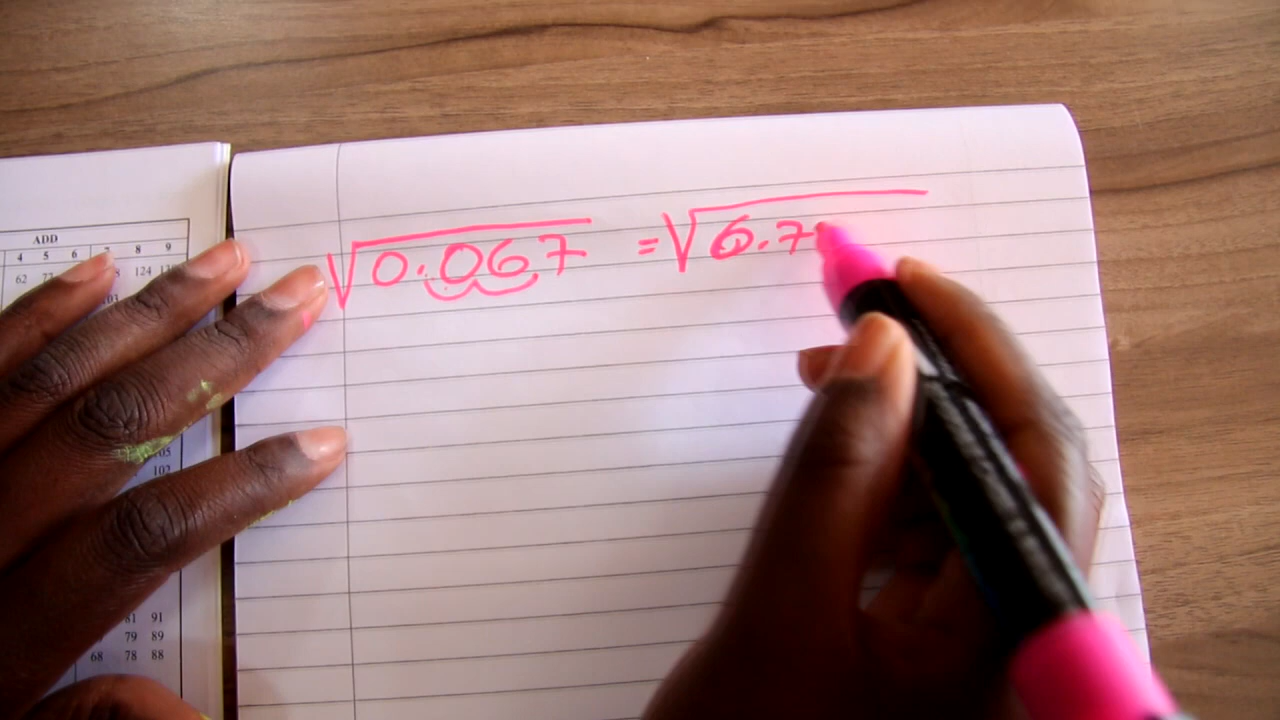 ADD
4 5 6 7 8 9
62 124
√0.067 = √6.7
102
81 91
79 89
68 78 88